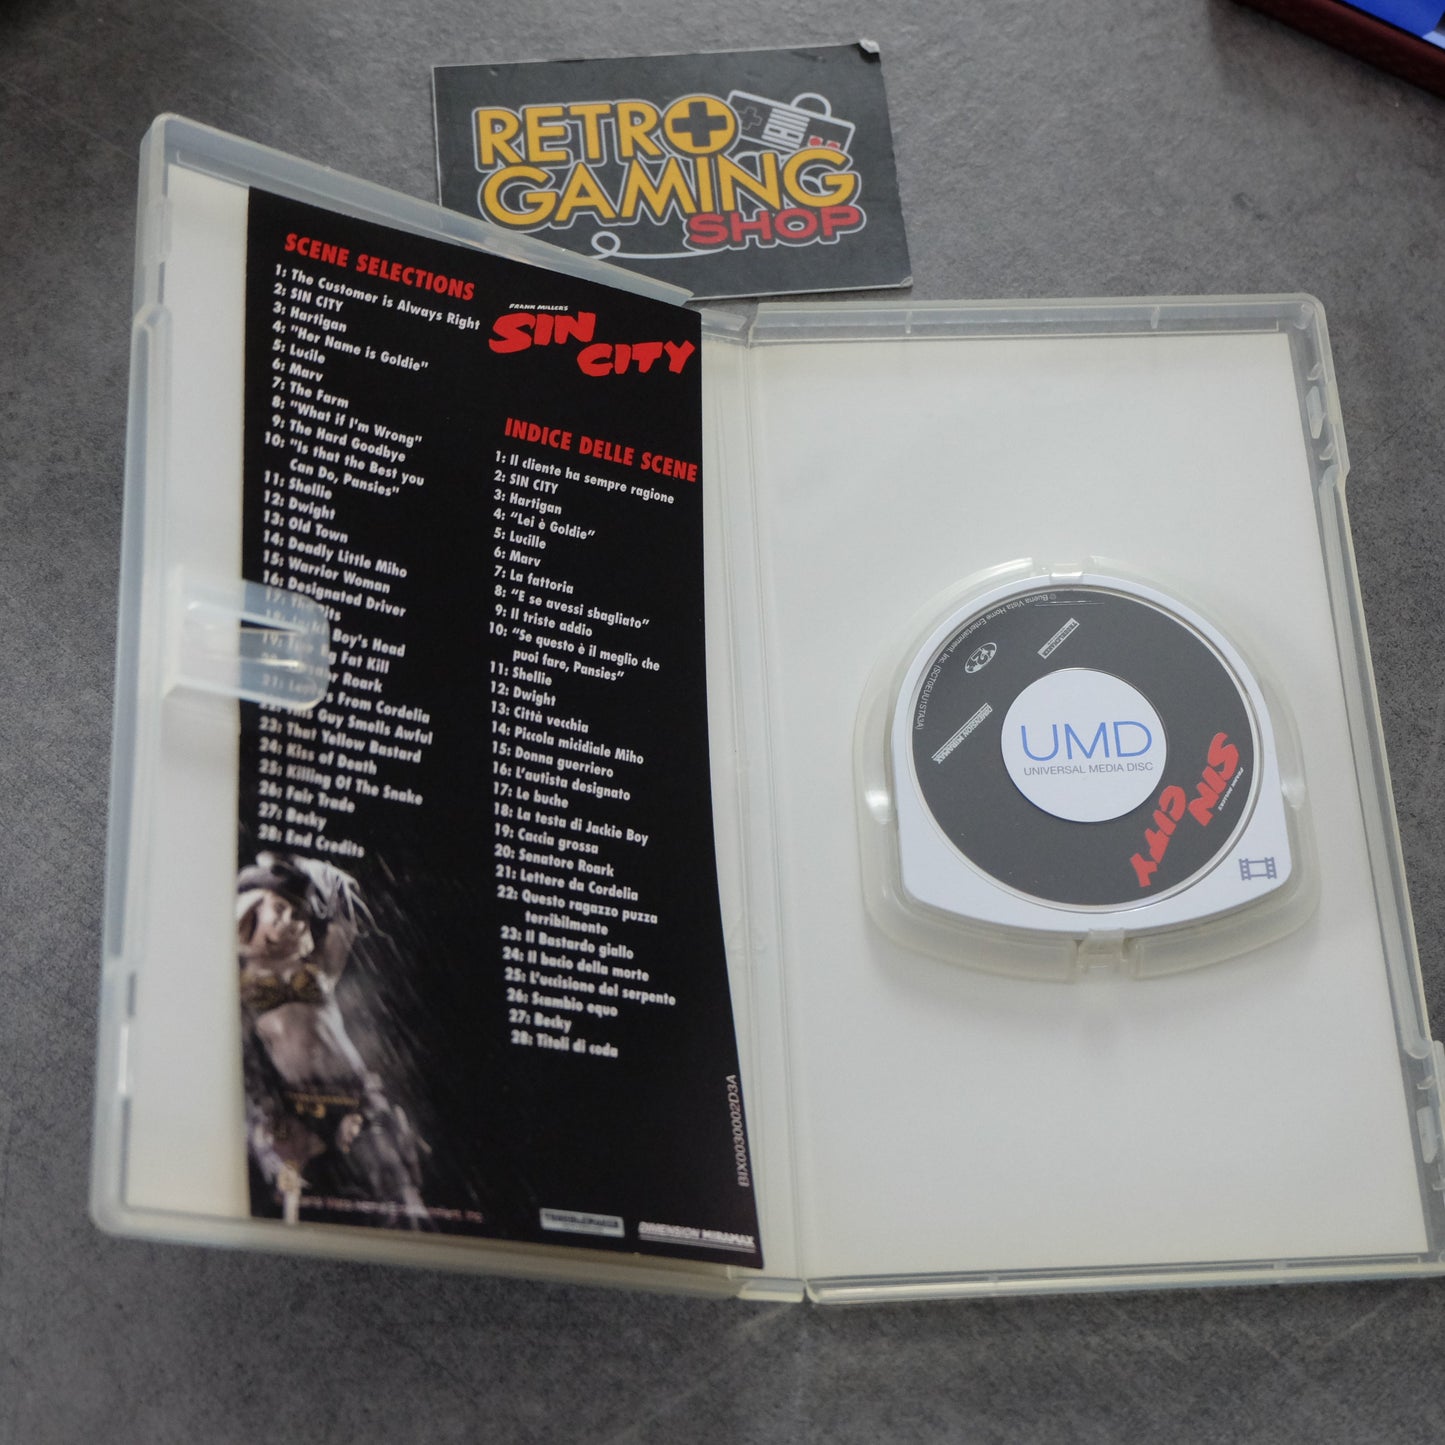 RETRO
GAMING
SHOP
SCENE SELECTIONS
1: The Customer is Always Right
2: SIN CITY
3: Hartigan
4: "Her Name is Goldie"
5: Lucile
6: Marv
7: The Farm
8: "What if I'm Wrong"
9: The Hard Goodbye
10: "Is that the Best you
Can Do, Pansies"
11: Shellie
12: Dwight
13: Old Town
14: Deadly Little Miho
15: Warrior Woman
16: Designated Driver
Boy's Head
Fat Kill
Roark
From Cordelia
Guy Smells Awful
23: That Yellow Bastard
24: Kiss of Death
25: Killing Of The Snake
26: Fair Trade
27: Becky
28: End Credits
FRANK MILLER'S
SIN
CITY
INDICE DELLE SCENE
1: Il cliente ha sempre ragione
2: SIN CITY
3: Hartigan
4: "Lei è Goldie"
5: Lucille
6: Marv
7: La fattoria
8: "E se avessi sbagliato"
9: Il triste addio
10: "Se questo è il meglio che
puoi fare, Pansies"
11: Shellie
12: Dwight
13: Città vecchia
14: Piccola micidiale Miho
15: Donna guerriero
16: L'autista designato
17: Le buche
18: La testa di Jackie Boy
19: Caccia grossa
20: Senatore Roark
21: Lettere da Cordelia
22: Questo ragazzo puzza
terribilmente
23: Il Bastardo giallo
24: Il bacio della morte
25: L'uccisione del serpente
26: Scambio equo
27: Becky
28: Titoli di coda
BIX0030002D3A
DIMENSION MIRAMAX
© Buena Vista Home Entertainment, Inc.
DIMENSION MIRAMAX
UMD
UNIVERSAL MEDIA DISC
FRANK MILLER'S
SIN
CITY